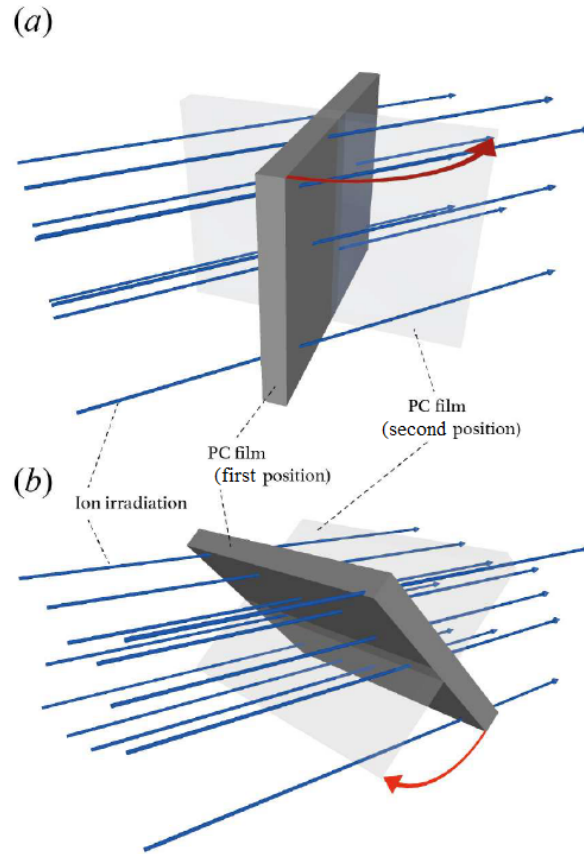 (a)
PC film
(second position)
PC film
(first position)
Ion irradiation
(b)